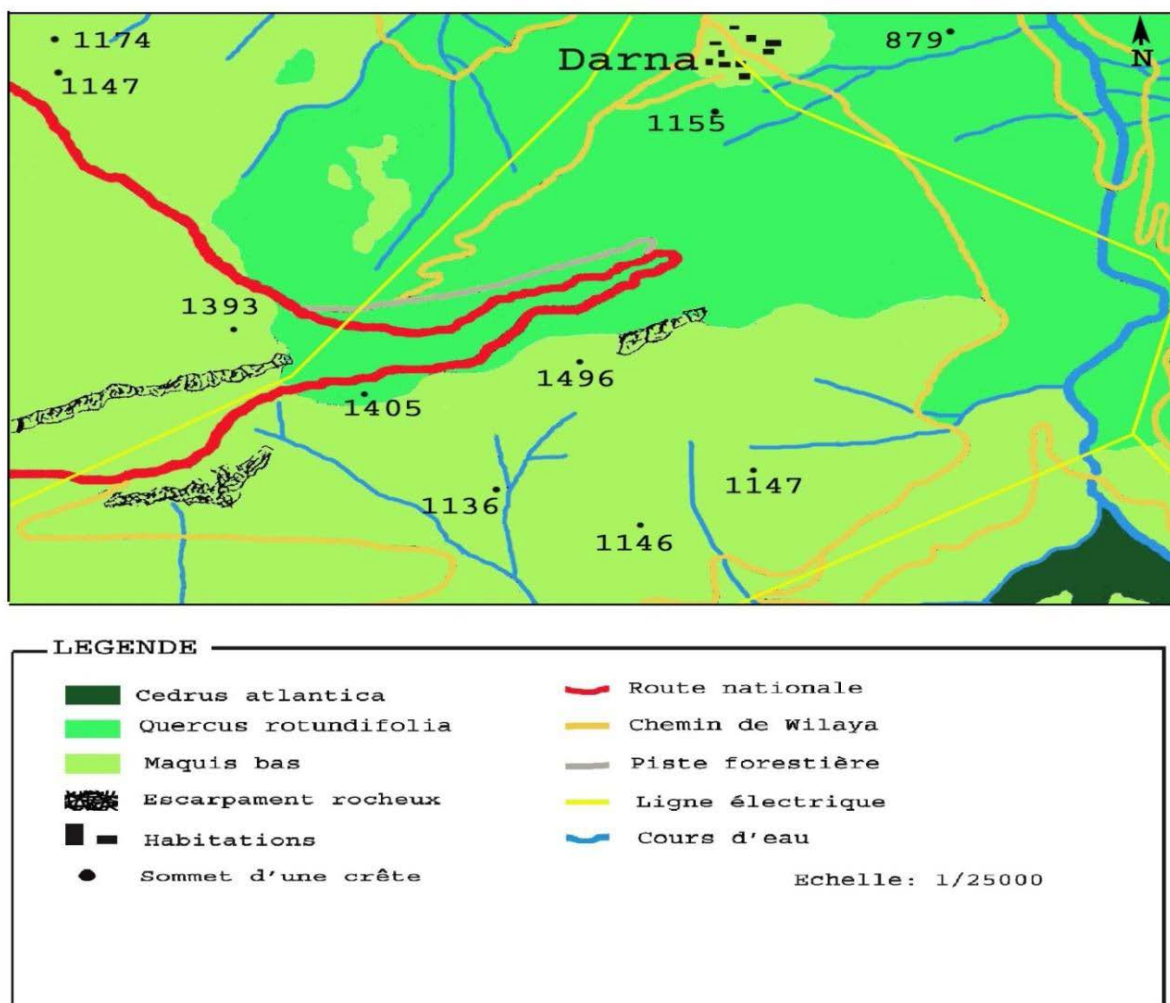 1174
1147
Darna
879
N
1155
1393
1496
1405
1147
1136
1146
LEGENDE
Cedrus atlantica
Quercus rotundifolia
Maquis bas
Escarpament rocheux
Habitations
Sommet d'une crête
Route nationale
Chemin de Wilaya
Piste forestière
Ligne électrique
Cours d'eau
Echelle: 1/25000